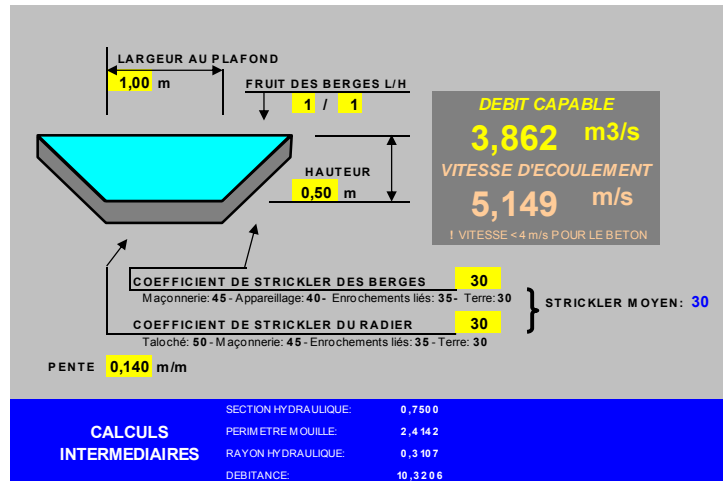 LARGEUR AU PLAFOND
1,00 m
FRUIT DES BERGES L/H
1 / 1
DEBIT CAPABLE
3,862 m3/s
VITESSE D'ECOULEMENT
5,149 m/s
! VITESSE < 4 m/s POUR LE BETON
HAUTEUR
0,50 m
COEFFICIENT DE STRICKLER DES BERGES 30
Maçonnerie: 45 - Appareillage: 40 - Enrochements liés: 35 - Terre: 30
STRICKLER MOYEN: 30
COEFFICIENT DE STRICKLER DU RADIER 30
Taloché: 50 - Maçonnerie: 45 - Enrochements liés: 35 - Terre: 30
PENTE 0,140 m/m
CALCULS
INTERMEDIAIRES
SECTION HYDRAULIQUE: 0,7500
PERIMETRE MOUILLE: 2,4142
RAYON HYDRAULIQUE: 0,3107
DEBITANCE: 10,3206